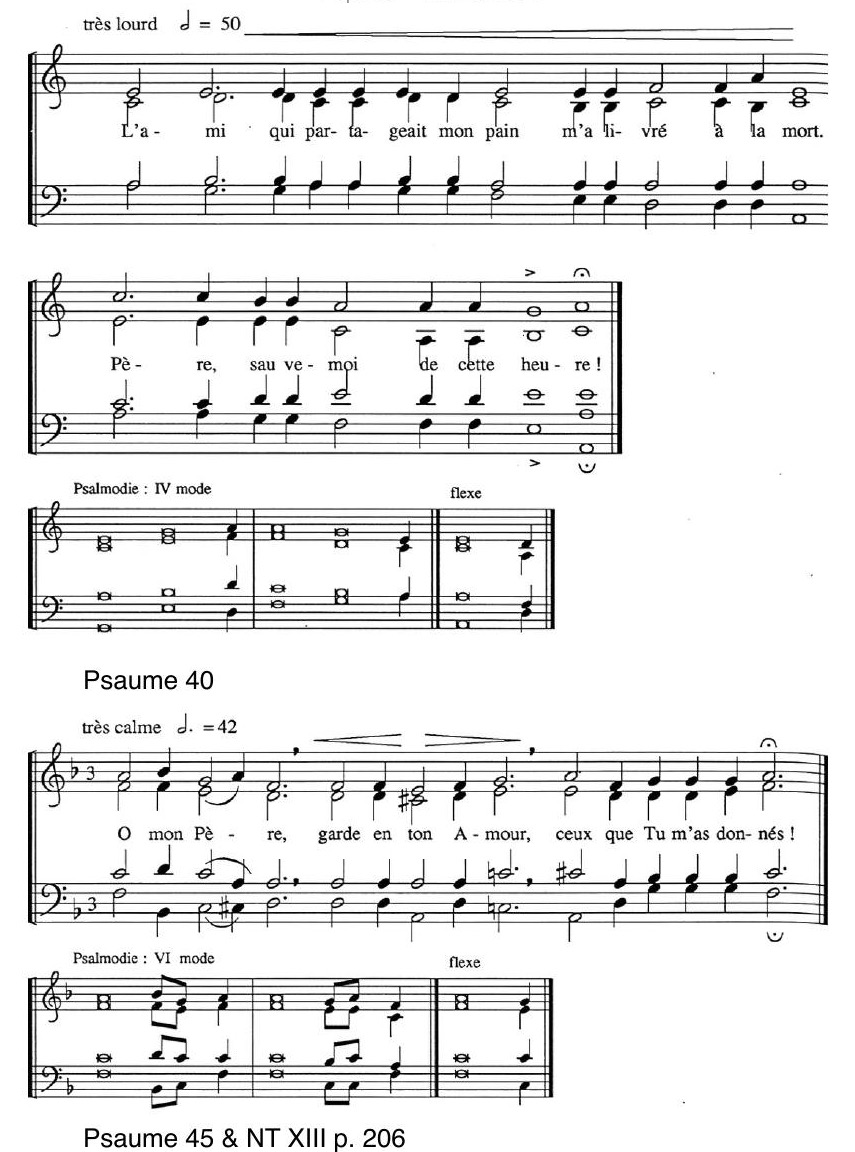 très lourd 𝅗𝅥 = 50
L'a - mi qui par- ta- geait mon pain m'a li- vré à la mort.
Pè - re, sau ve - moi de cette heu - re !
Psalmodie : IV mode flexe
Psaume 40
très calme 𝅗𝅥. = 42
3
O mon Pè - re, garde en ton A - mour, ceux que Tu m'as don- nés !
3
Psalmodie : VI mode flexe
Psaume 45 & NT XIII p. 206